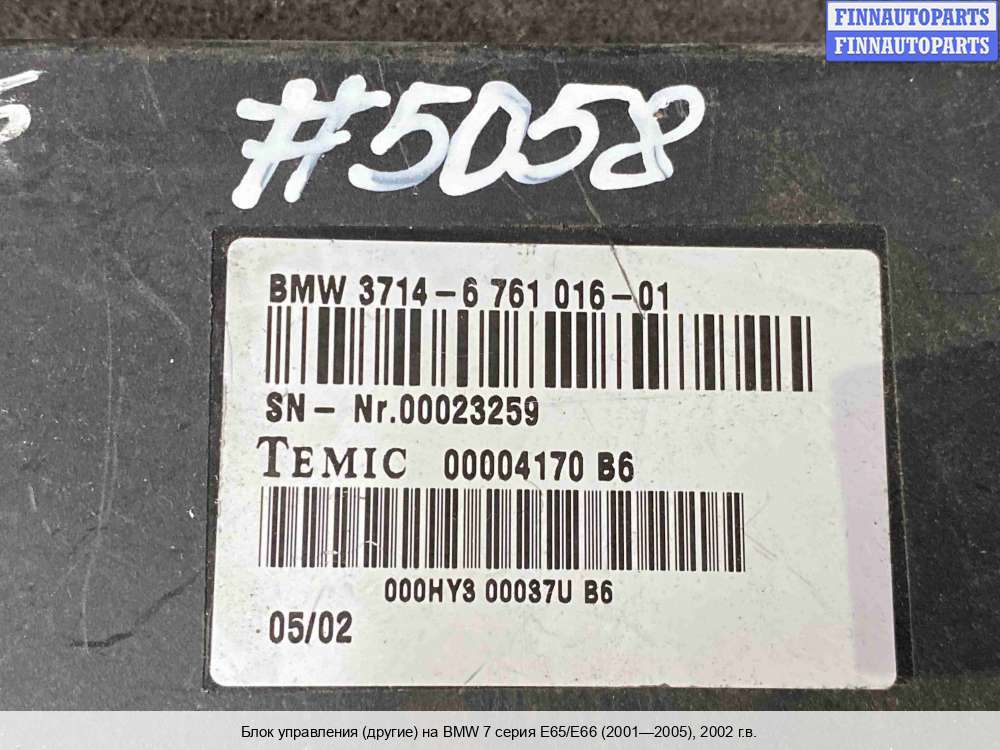 FINNAUTOPARTS
FINNAUTOPARTS
#5058
BMW 3714-6 761 016-01
SN- Nr.00023259
TEMIC 00004170 B6
000HY3 00037U B6
05/02
Блок управления (другие) на BMW 7 серия E65/E66 (2001—2005), 2002 г.в.